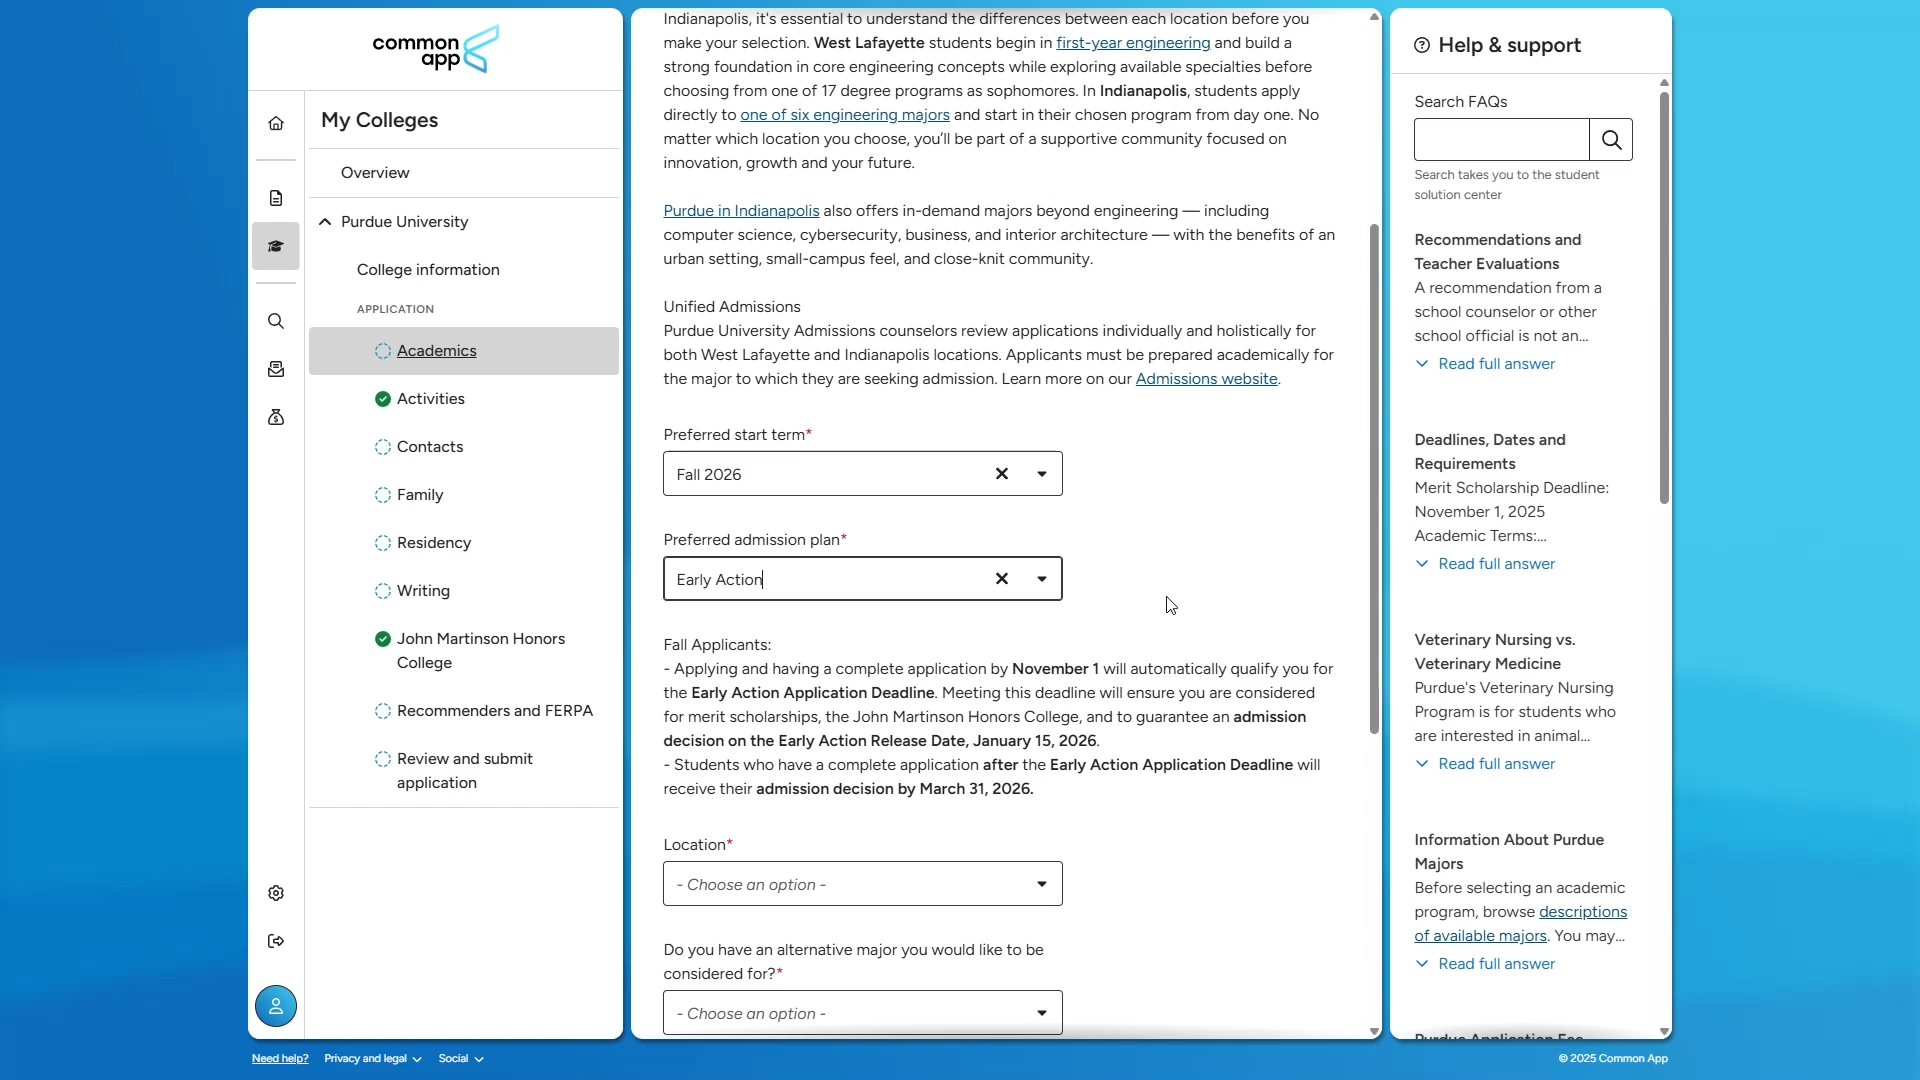 common
app
My Colleges
Overview
Purdue University
College information
APPLICATION
Academics
Activities
Contacts
Family
Residency
Writing
John Martinson Honors
College
Recommenders and FERPA
Review and submit
application
Indianapolis, it's essential to understand the differences between each location before you
make your selection. West Lafayette students begin in first-year engineering and build a
strong foundation in core engineering concepts while exploring available specialties before
choosing from one of 17 degree programs as sophomores. In Indianapolis, students apply
directly to one of six engineering majors and start in their chosen program from day one. No
matter which location you choose, you'll be part of a supportive community focused on
innovation, growth and your future.
Purdue in Indianapolis also offers in-demand majors beyond engineering — including
computer science, cybersecurity, business, and interior architecture — with the benefits of an
urban setting, small-campus feel, and close-knit community.
Unified Admissions
Purdue University Admissions counselors review applications individually and holistically for
both West Lafayette and Indianapolis locations. Applicants must be prepared academically for
the major to which they are seeking admission. Learn more on our Admissions website.
Preferred start term*
Fall 2026
Preferred admission plan*
Early Action
Fall Applicants:
- Applying and having a complete application by November 1 will automatically qualify you for
the Early Action Application Deadline. Meeting this deadline will ensure you are considered
for merit scholarships, the John Martinson Honors College, and to guarantee an admission
decision on the Early Action Release Date, January 15, 2026.
- Students who have a complete application after the Early Action Application Deadline will
receive their admission decision by March 31, 2026.
Location*
- Choose an option -
Do you have an alternative major you would like to be
considered for?*
- Choose an option -
Help & support
Search FAQs
Search takes you to the student
solution center
Recommendations and
Teacher Evaluations
A recommendation from a
school counselor or other
school official is not an...
Read full answer
Deadlines, Dates and
Requirements
Merit Scholarship Deadline:
November 1, 2025
Academic Terms:...
Read full answer
Veterinary Nursing vs.
Veterinary Medicine
Purdue's Veterinary Nursing
Program is for students who
are interested in animal...
Read full answer
Information About Purdue
Majors
Before selecting an academic
program, browse descriptions
of available majors. You may...
Read full answer
Purdue Application Fee
Need help? Privacy and legal Social
© 2025 Common App